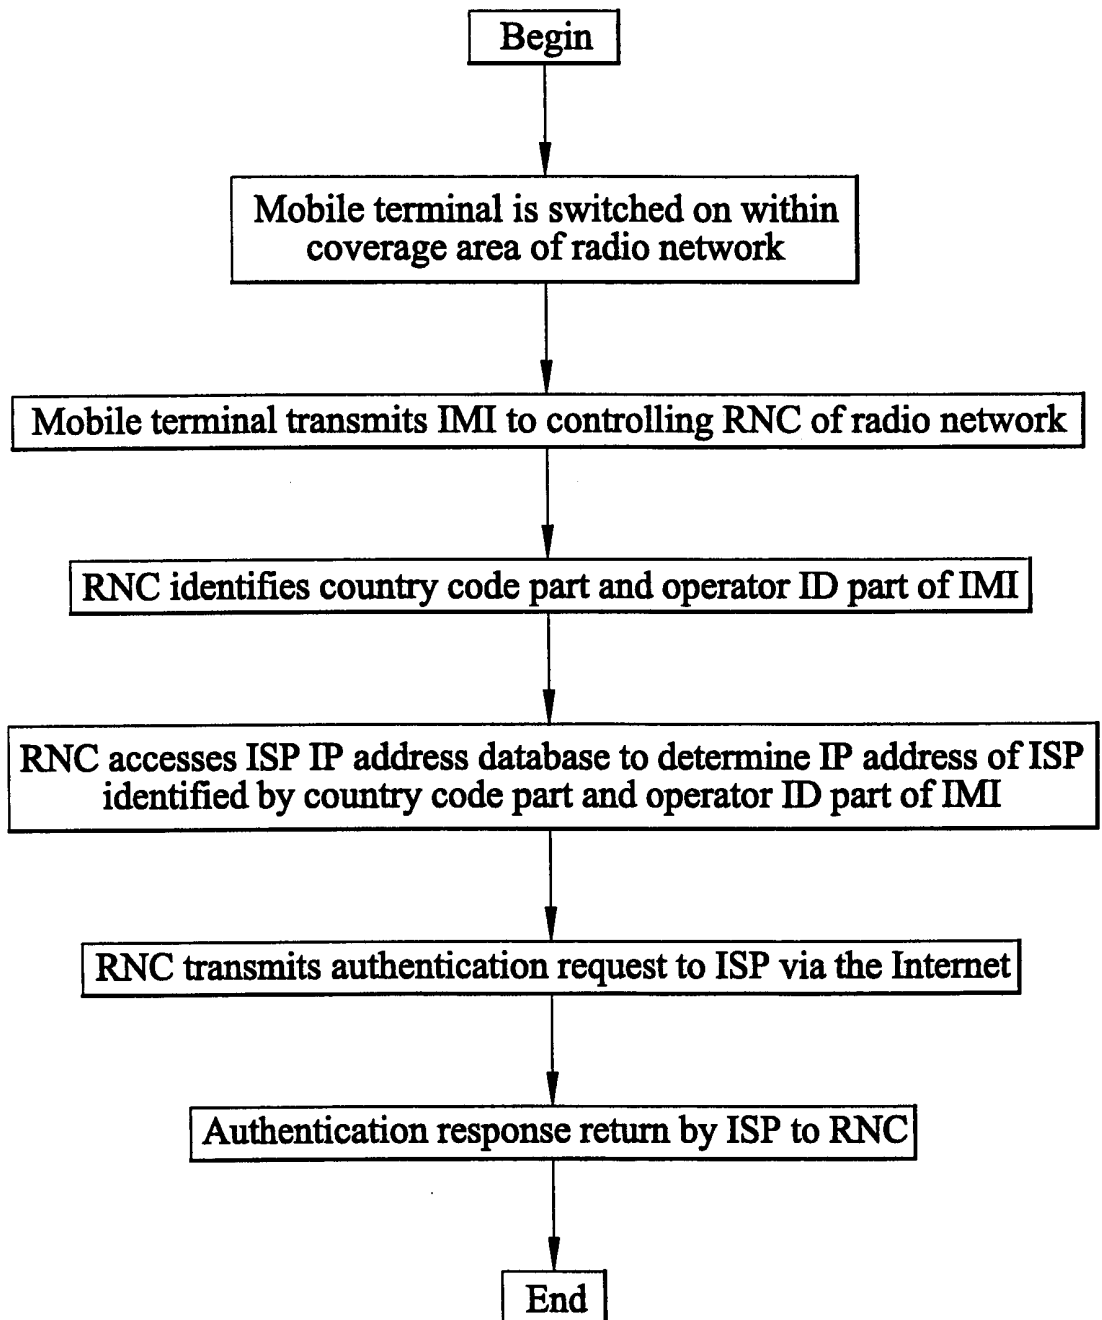 Begin
Mobile terminal is switched on within
coverage area of radio network
Mobile terminal transmits IMI to controlling RNC of radio network
RNC identifies country code part and operator ID part of IMI
RNC accesses ISP IP address database to determine IP address of ISP
identified by country code part and operator ID part of IMI
RNC transmits authentication request to ISP via the Internet
Authentication response return by ISP to RNC
End